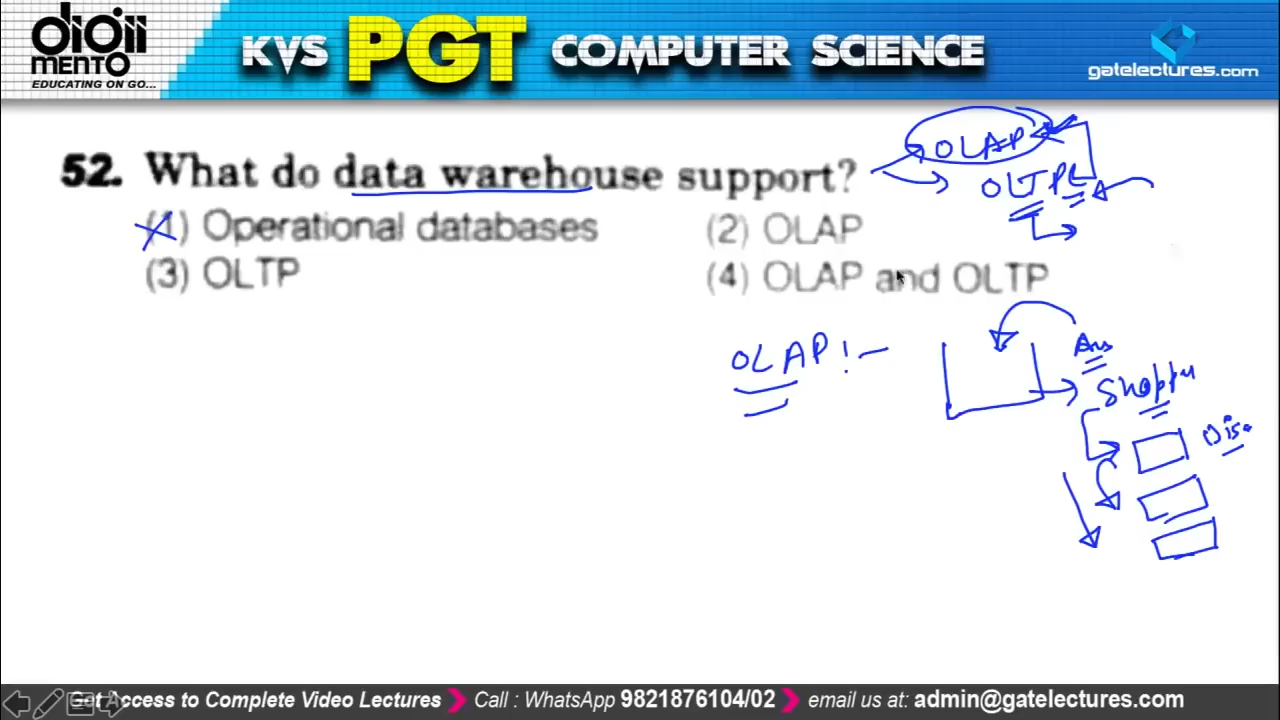 digii
MENTO
EDUCATING ON GO...
KVS PGT COMPUTER SCIENCE
gatelectures.com
52. What do data warehouse support?
(1) Operational databases
(2) OLAP
(3) OLTP
(4) OLAP and OLTP
OLAP
OLTP
OLAP !-
Get Access to Complete Video Lectures
Call : WhatsApp 9821876104/02
email us at: admin@gatelectures.com